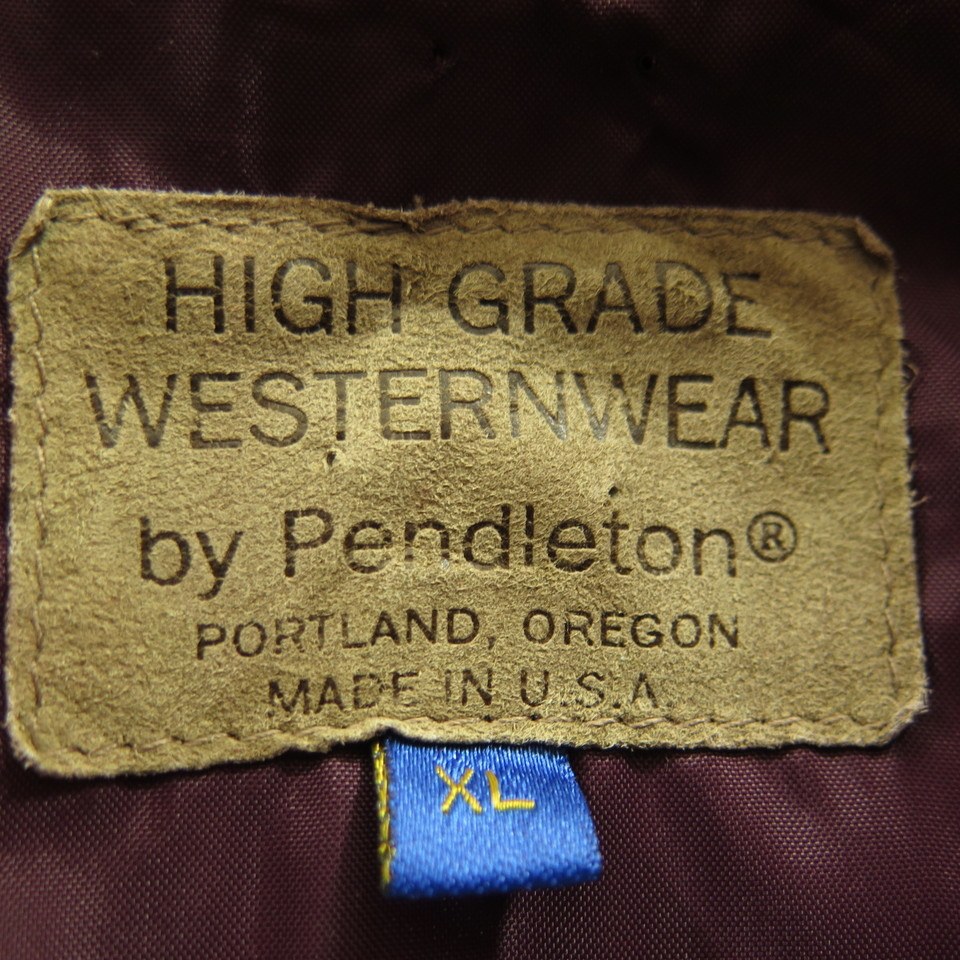 HIGH GRADE
WESTERNWEAR
by Pendleton®
PORTLAND, OREGON
MADE IN U.S.A.
XL